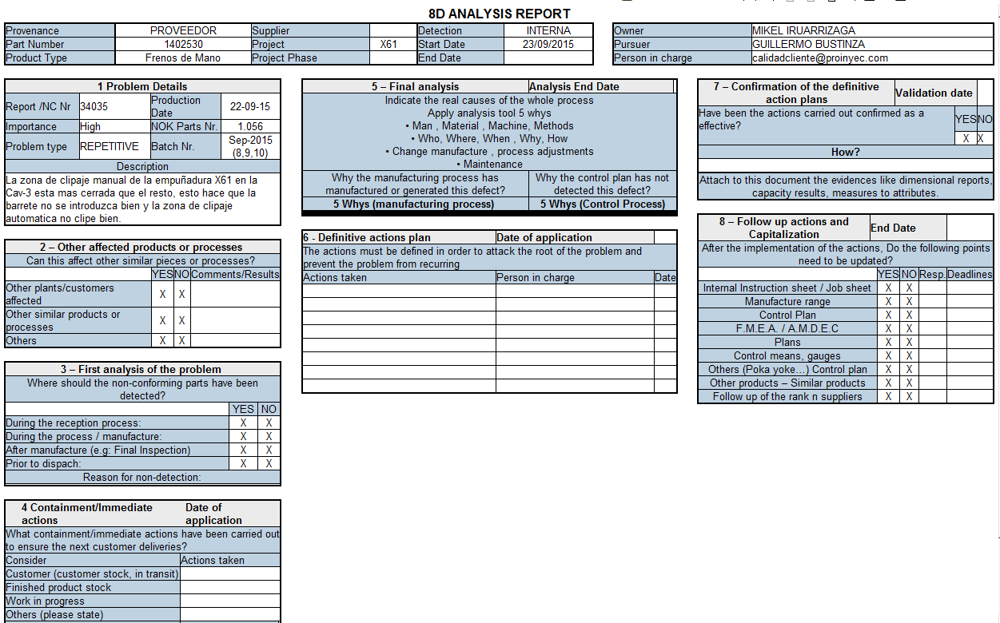 8D ANALYSIS REPORT
Provenance PROVEEDOR Supplier Detection INTERNA
Part Number 1402530 Project X61 Start Date 23/09/2015
Product Type Frenos de Mano Project Phase End Date
Owner MIKEL IRUARRIZAGA
Pursuer GUILLERMO BUSTINZA
Person in charge calidadcliente@proinyec.com
1 Problem Details
Report /NC Nr 34035 Production Date 22-09-15
Importance High NOK Parts Nr. 1.056
Problem type REPETITIVE Batch Nr. Sep-2015 (8,9,10)
Description
La zona de clipaje manual de la empuñadura X61 en la
Cav-3 esta mas cerrada que el resto, esto hace que la
barrete no se introduzca bien y la zona de clipaje
automatica no clipe bien.
2 – Other affected products or processes
Can this affect other similar pieces or processes?
YES NO Comments/Results
Other plants/customers affected X X
Other similar products or processes X X
Others X X
3 – First analysis of the problem
Where should the non-conforming parts have been
detected?
YES NO
During the reception process: X X
During the process / manufacture: X X
After manufacture (e.g: Final Inspection) X X
Prior to dispach: X X
Reason for non-detection:
4 Containment/Immediate actions Date of application
What containment/immediate actions have been carried out
to ensure the next customer deliveries?
Consider Actions taken
Customer (customer stock, in transit)
Finished product stock
Work in progress
Others (please state)
5 – Final analysis Analysis End Date
Indicate the real causes of the whole process
Apply analysis tool 5 whys
• Man , Material , Machine, Methods
• Who, Where, When , Why, How
• Change manufacture , process adjustments
• Maintenance
Why the manufacturing process has manufactured or generated this defect?
Why the control plan has not detected this defect?
5 Whys (manufacturing process) 5 Whys (Control Process)
6 - Definitive actions plan Date of application
The actions must be defined in order to attack the root of the problem and
prevent the problem from recurring
Actions taken Person in charge Date
7 – Confirmation of the definitive action plans Validation date
Have been the actions carried out confirmed as a effective? YES NO
X X
How?
Attach to this document the evidences like dimensional reports,
capacity results, measures to attributes.
8 – Follow up actions and Capitalization End Date
After the implementation of the actions, Do the following points
need to be updated?
YES NO Resp. Deadlines
Internal Instruction sheet / Job sheet X X
Manufacture range X X
Control Plan X X
F.M.E.A. / A.M.D.E.C X X
Plans X X
Control means, gauges X X
Others (Poka yoke...) Control plan X X
Other products – Similar products X X
Follow up of the rank n suppliers X X